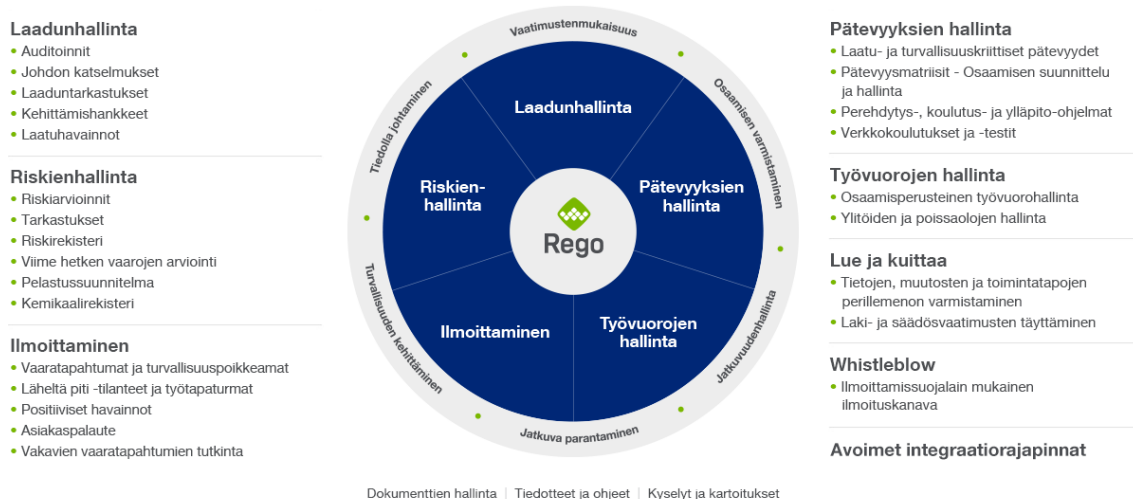 Laadunhallinta
• Auditoinnit
• Johdon katselmukset
• Laaduntarkastukset
• Kehittämishankkeet
• Laatuhavainnot
Riskienhallinta
• Riskiarvioinnit
• Tarkastukset
• Riskirekisteri
• Viime hetken vaarojen arviointi
• Pelastussuunnitelma
• Kemikaalirekisteri
Ilmoittaminen
• Vaaratapahtumat ja turvallisuuspoikkeamat
• Läheltä piti -tilanteet ja työtapaturmat
• Positiiviset havainnot
• Asiakaspalaute
• Vakavien vaaratapahtumien tutkinta
Vaatimustenmukaisuus
Osaamisen varmistaminen
Jatkuvuudenhallinta
Jatkuva parantaminen
Turvallisuuden kehittäminen
Tiedolla johtaminen
Laadunhallinta
Pätevyyksien
hallinta
Työvuorojen
hallinta
Ilmoittaminen
Riskien-
hallinta
Rego
Pätevyyksien hallinta
• Laatu- ja turvallisuuskriittiset pätevyydet
• Pätevyysmatriisit - Osaamisen suunnittelu
ja hallinta
• Perehdytys-, koulutus- ja ylläpito-ohjelmat
• Verkkokoulutukset ja -testit
Työvuorojen hallinta
• Osaamisperusteinen työvuorohallinta
• Ylitöiden ja poissaolojen hallinta
Lue ja kuittaa
• Tietojen, muutosten ja toimintatapojen
perillemenon varmistaminen
• Laki- ja säädösvaatimusten täyttäminen
Whistleblow
• Ilmoittamissuojalain mukainen
ilmoituskanava
Avoimet integraatiorajapinnat
Dokumenttien hallinta | Tiedotteet ja ohjeet | Kyselyt ja kartoitukset